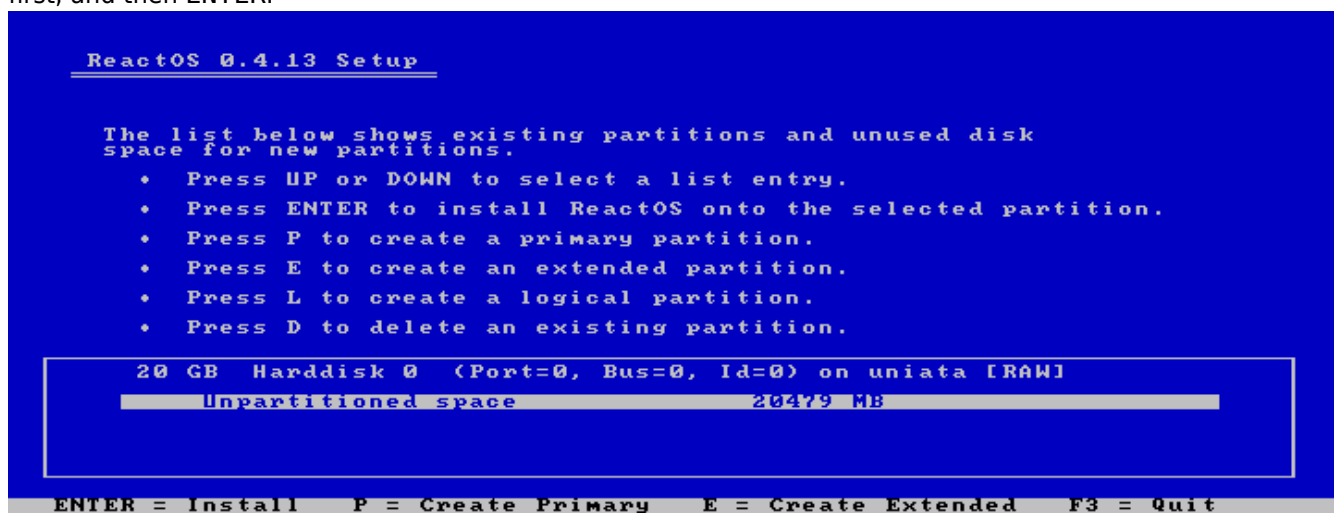 first, and then ENTER.
ReactOS 0.4.13 Setup
The list below shows existing partitions and unused disk
space for new partitions.
• Press UP or DOWN to select a list entry.
• Press ENTER to install ReactOS onto the selected partition.
• Press P to create a primary partition.
• Press E to create an extended partition.
• Press L to create a logical partition.
• Press D to delete an existing partition.
20 GB Harddisk 0 (Port=0, Bus=0, Id=0) on uniata [RAW]
Unpartitioned space 20479 MB
ENTER = Install P = Create Primary E = Create Extended F3 = Quit